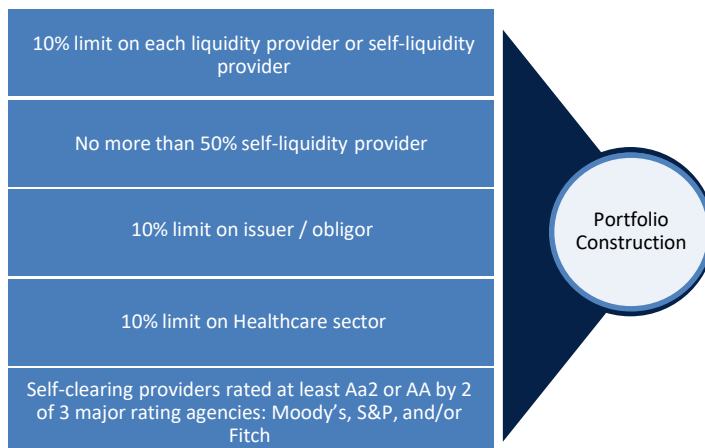 10% limit on each liquidity provider or self-liquidity
provider
No more than 50% self-liquidity provider
10% limit on issuer / obligor
10% limit on Healthcare sector
Self-clearing providers rated at least Aa2 or AA by 2
of 3 major rating agencies: Moody’s, S&P, and/or
Fitch
Portfolio
Construction